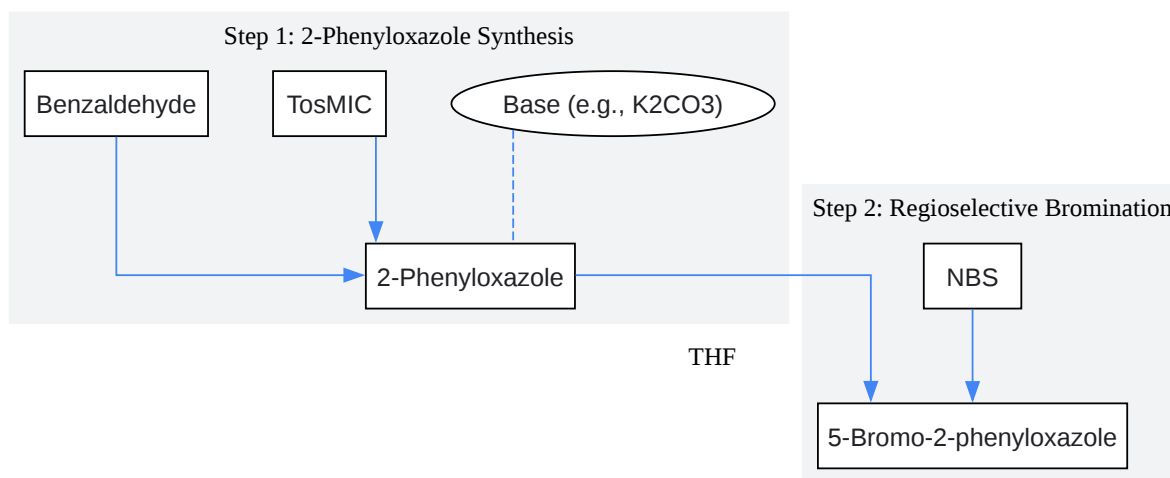 Step 1: 2-Phenyloxazole Synthesis
Benzaldehyde
TosMIC
Base (e.g., K2CO3)
2-Phenyloxazole
Step 2: Regioselective Bromination
NBS
THF
5-Bromo-2-phenyloxazole